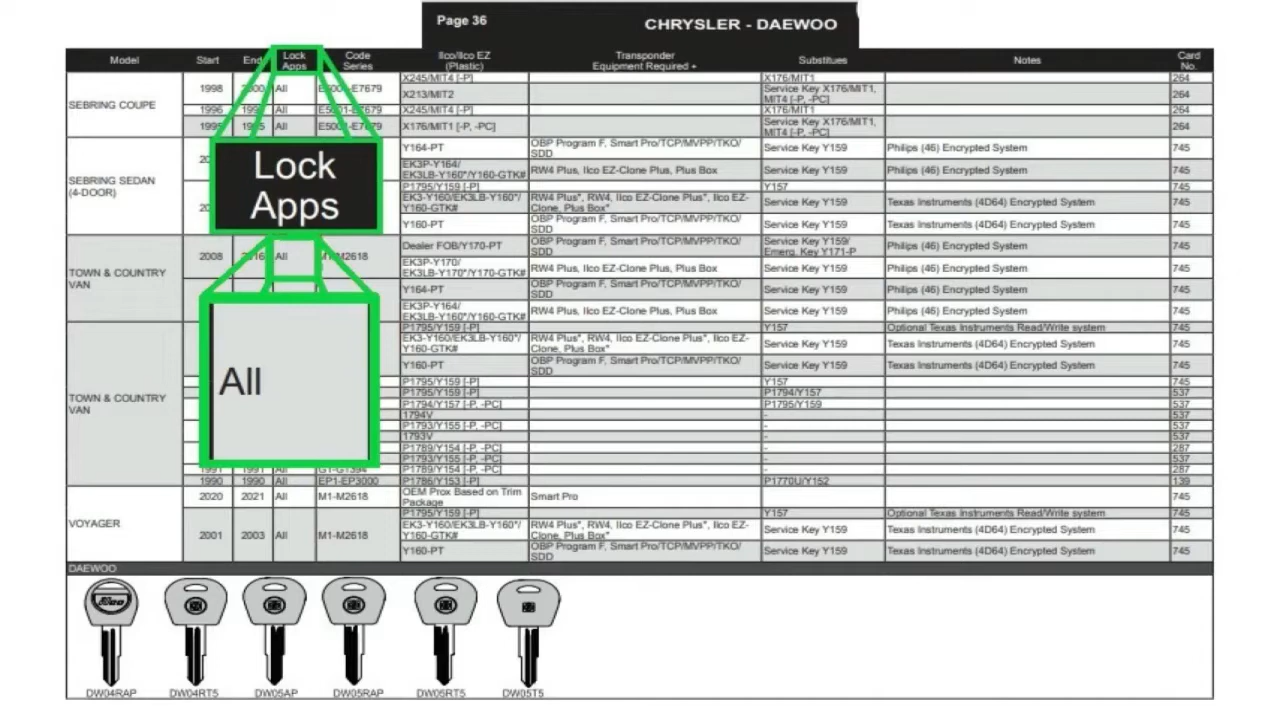 Page 36 CHRYSLER - DAEWOO
Model Start End Lock Apps Code Series Ilco/Ilco EZ (Plastic) Transponder Equipment Required + Substitues Notes Card No.
SEBRING COUPE
1998 All
X245/MIT4 [-P] X176/MIT1 264
X213/MIT2 Service Key X176/MIT1, MIT4 [-P, -PC] 264
1996 All X245/MIT4 [-P] X176/MIT1 264
All X176/MIT1 [-P, -PC] Service Key X176/MIT1, MIT4 [-P, -PC] 264
Lock
Apps
SEBRING SEDAN
(4-DOOR)
Y164-PT OBP Program F, Smart Pro/TCP/MVPP/TKO/SDD Service Key Y159 Philips (46) Encrypted System 745
EK3P-Y164/EK3LB-Y160*/Y160-GTK# RW4 Plus, Ilco EZ-Clone Plus, Plus Box Service Key Y159 Philips (46) Encrypted System 745
P1795/Y159 [-P] Y157 745
EK3-Y160/EK3LB-Y160*/Y160-GTK# RW4 Plus*, RW4, Ilco EZ-Clone Plus*, Ilco EZ-Clone, Plus Box* Service Key Y159 Texas Instruments (4D64) Encrypted System 745
Y160-PT OBP Program F, Smart Pro/TCP/MVPP/TKO/SDD Service Key Y159 Texas Instruments (4D64) Encrypted System 745
TOWN & COUNTRY
VAN
2008 All
Dealer FOB/Y170-PT OBP Program F, Smart Pro/TCP/MVPP/TKO/SDD Service Key Y159/Emerg. Key Y171-P Philips (46) Encrypted System 745
EK3P-Y170/EK3LB-Y170*/Y170-GTK# RW4 Plus, Ilco EZ-Clone Plus, Plus Box Service Key Y159 Philips (46) Encrypted System 745
Y164-PT OBP Program F, Smart Pro/TCP/MVPP/TKO/SDD Service Key Y159 Philips (46) Encrypted System 745
EK3P-Y164/EK3LB-Y160*/Y160-GTK# RW4 Plus, Ilco EZ-Clone Plus, Plus Box Service Key Y159 Philips (46) Encrypted System 745
All
TOWN & COUNTRY
VAN
P1795/Y159 [-P] Y157 Optional Texas Instruments Read/Write system 745
EK3-Y160/EK3LB-Y160*/Y160-GTK# RW4 Plus*, RW4, Ilco EZ-Clone Plus*, Ilco EZ-Clone, Plus Box* Service Key Y159 Texas Instruments (4D64) Encrypted System 745
Y160-PT OBP Program F, Smart Pro/TCP/MVPP/TKO/SDD Service Key Y159 Texas Instruments (4D64) Encrypted System 745
P1795/Y159 [-P] Y157 745
P1795/Y159 [-P] P1794/Y157 537
P1794/Y157 [-P, -PC] P1795/Y159 537
1794V - 537
P1793/Y155 [-P, -PC] - 537
1793V - 537
P1789/Y154 [-P, -PC] - 287
P1793/Y155 [-P, -PC] - 537
1991 1991 All G1-G1394 P1789/Y154 [-P, -PC] - 287
1990 1990 All EP1-EP3000 P1786/Y153 [-P] P1770U/Y152 139
VOYAGER
2020 2021 All M1-M2618 OEM Prox Based on Trim Package Smart Pro 745
2001 2003 All M1-M2618
P1795/Y159 [-P] Y157 Optional Texas Instruments Read/Write system 745
EK3-Y160/EK3LB-Y160*/Y160-GTK# RW4 Plus*, RW4, Ilco EZ-Clone Plus*, Ilco EZ-Clone, Plus Box* Service Key Y159 Texas Instruments (4D64) Encrypted System 745
Y160-PT OBP Program F, Smart Pro/TCP/MVPP/TKO/SDD Service Key Y159 Texas Instruments (4D64) Encrypted System 745
DAEWOO
DW04RAP DW04RT5 DW05AP DW05RAP DW05RT5 DW05T5